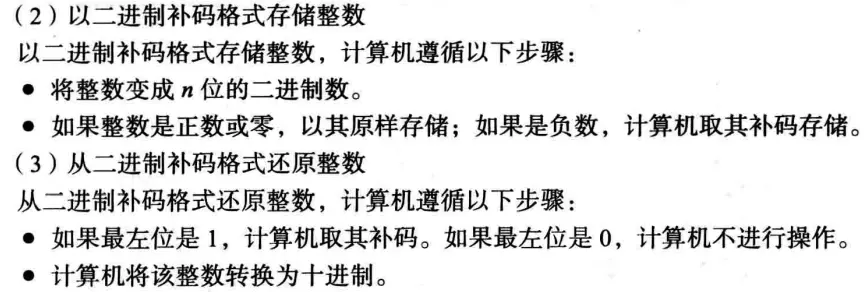 （2）以二进制补码格式存储整数
以二进制补码格式存储整数，计算机遵循以下步骤：
● 将整数变成 n 位的二进制数。
● 如果整数是正数或零，以其原样存储；如果是负数，计算机取其补码存储。
（3）从二进制补码格式还原整数
从二进制补码格式还原整数，计算机遵循以下步骤：
● 如果最左位是 1，计算机取其补码。如果最左位是 0，计算机不进行操作。
● 计算机将该整数转换为十进制。